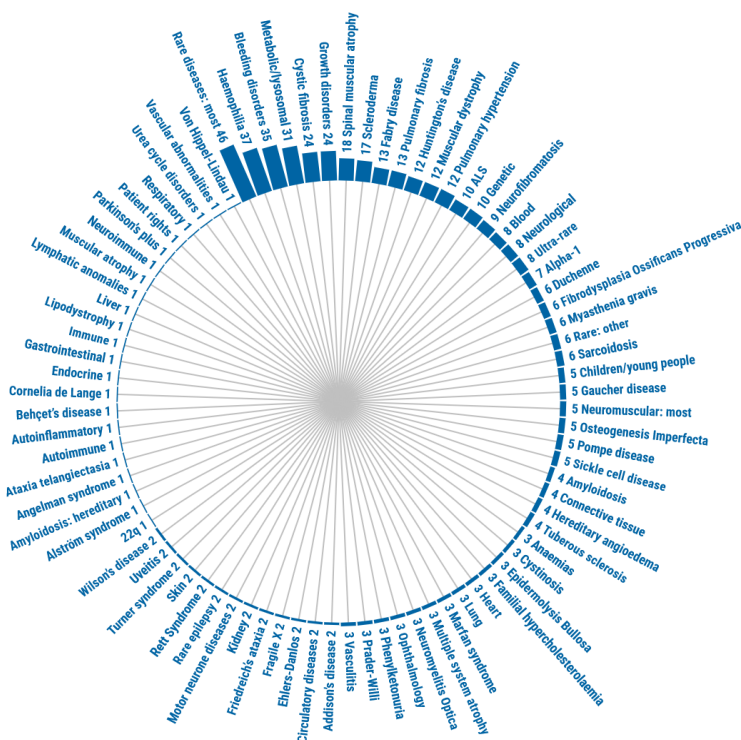 Rare diseases: most 46
Haemophilia 37
Bleeding disorders 35
Metabolic/lysosomal 31
Cystic fibrosis 24
Growth disorders 24
18 Spinal muscular atrophy
17 Scleroderma
13 Fabry disease
13 Pulmonary fibrosis
12 Huntington's disease
12 Muscular dystrophy
12 Pulmonary hypertension
10 ALS
10 Genetic
9 Neurofibromatosis
8 Blood
8 Neurological
8 Ultra-rare
7 Alpha-1
6 Duchenne
6 Fibrodysplasia Ossificans Progressiva
6 Myasthenia gravis
6 Rare: other
6 Sarcoidosis
5 Children/young people
5 Gaucher disease
5 Neuromuscular: most
5 Osteogenesis Imperfecta
5 Pompe disease
5 Sickle cell disease
4 Amyloidosis
4 Connective tissue
4 Hereditary angioedema
4 Tuberous sclerosis
3 Anaemias
3 Cystinosis
3 Epidermolysis Bullosa
3 Familial hypercholesterolaemia
3 Heart
3 Lung
3 Marfan syndrome
3 Multiple system atrophy
3 Neuromyelitis Optica
3 Ophthalmology
3 Phenylketonuria
3 Prader-Willi
3 Vasculitis
Addison's disease 2
Circulatory diseases 2
Ehlers-Danlos 2
Fragile X 2
Friedreich's ataxia 2
Kidney 2
Motor neurone diseases 2
Rare epilepsy 2
Rett Syndrome 2
Skin 2
Turner syndrome 2
Uveitis 2
Wilson's disease 2
22q 1
Alström syndrome 1
Amyloidosis: hereditary 1
Angelman syndrome 1
Ataxia telangiectasia 1
Autoimmune 1
Autoinflammatory 1
Behçet's disease 1
Cornelia de Lange 1
Endocrine 1
Gastrointestinal 1
Immune 1
Lipodystrophy 1
Liver 1
Lymphatic anomalies 1
Muscular atrophy 1
Neuroimmune 1
Parkinson's plus 1
Patient rights 1
Respiratory 1
Urea cycle disorders 1
Vascular abnormalities 1
Von Hippel-Lindau 1